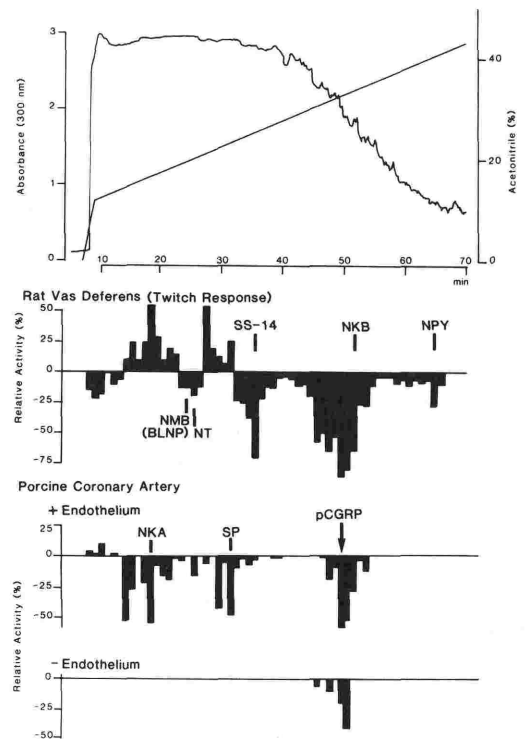 Absorbance (300 nm)
3
2
1
0
Acetonitrile (%)
40
20
0
10 20 30 40 50 60 70
min
Rat Vas Deferens (Twitch Response)
Relative Activity (%)
50
25
0
-25
-50
-75
SS-14
NKB
NPY
NMB
(BLNP)
NT
Porcine Coronary Artery
+ Endothelium
Relative Activity (%)
25
0
-25
-50
NKA
SP
pCGRP
- Endothelium
Relative Activity (%)
0
-25
-50